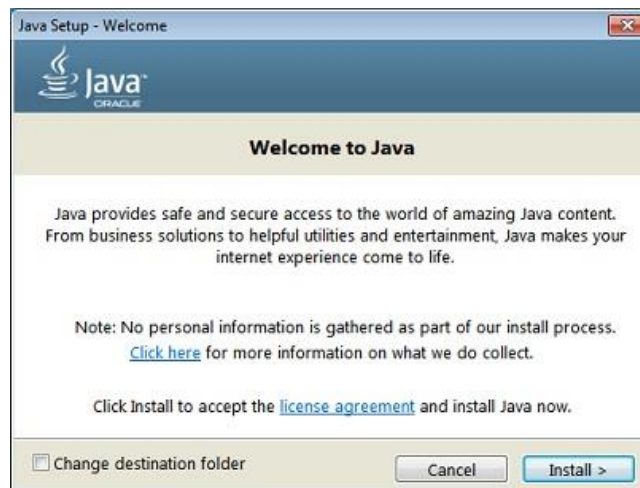 Java Setup - Welcome
Java™
ORACLE
Welcome to Java
Java provides safe and secure access to the world of amazing Java content.
From business solutions to helpful utilities and entertainment, Java makes your
internet experience come to life.
Note: No personal information is gathered as part of our install process.
Click here for more information on what we do collect.
Click Install to accept the license agreement and install Java now.
Change destination folder
Cancel
Install >